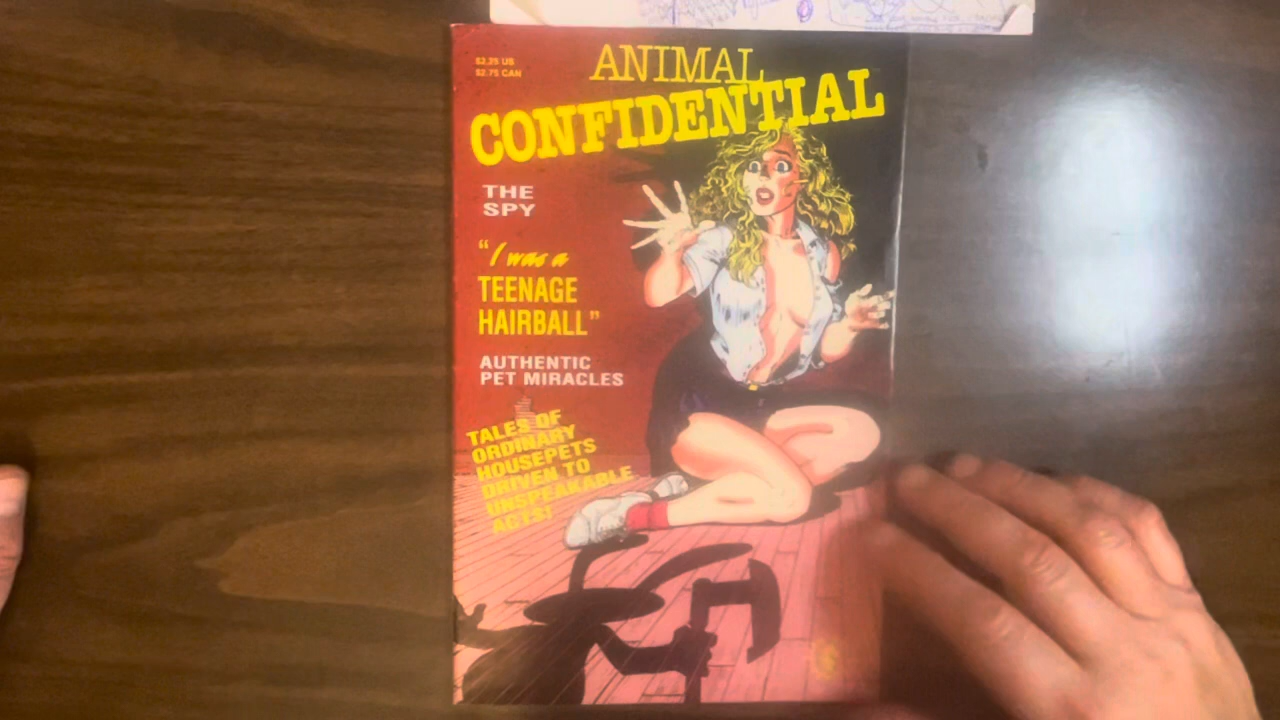 $2.25 US
$2.75 CAN
ANIMAL
CONFIDENTIAL
THE
SPY
"I was a
TEENAGE
HAIRBALL"
AUTHENTIC
PET MIRACLES
TALES OF
ORDINARY
HOUSEPETS
DRIVEN TO
UNSPEAKABLE
ACTS!